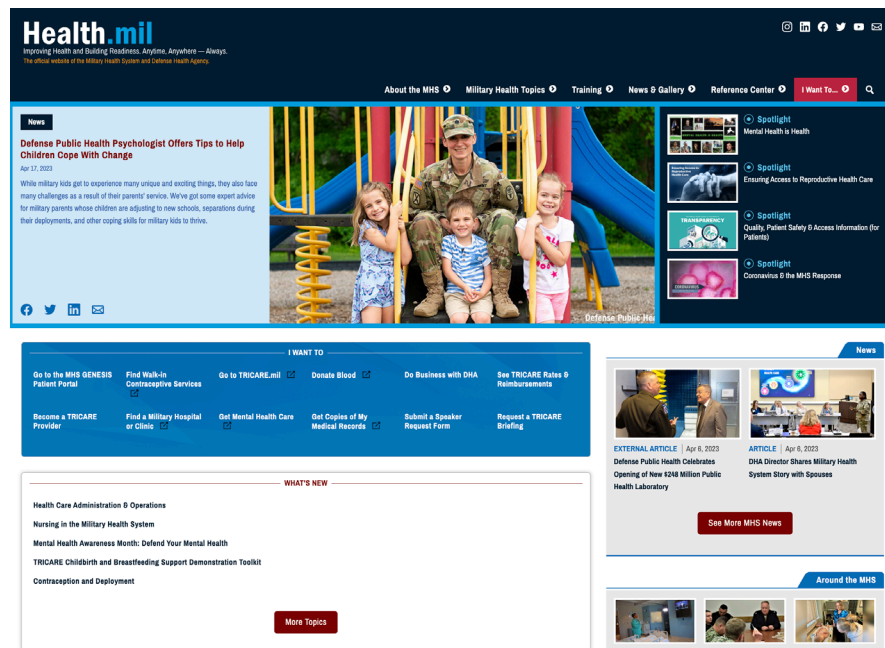 Health.mil
Improving Health and Building Readiness. Anytime, Anywhere — Always.
The official website of the Military Health System and Defense Health Agency.
About the MHS
Military Health Topics
Training
News & Gallery
Reference Center
I Want To...
News
Defense Public Health Psychologist Offers Tips to Help
Children Cope With Change
Apr 17, 2023
While military kids get to experience many unique and exciting things, they also face
many challenges as a result of their parents' service. We've got some expert advice
for military parents whose children are adjusting to new schools, separations during
their deployments, and other coping skills for military kids to thrive.
Defense Public He
Spotlight
Mental Health is Health
Spotlight
Ensuring Access to Reproductive Health Care
TRANSPARENCY
Spotlight
Quality, Patient Safety & Access Information (for
Patients)
CORONAVIRUS
Spotlight
Coronavirus & the MHS Response
I WANT TO
Go to the MHS GENESIS
Patient Portal
Find Walk-in
Contraceptive Services
Go to TRICARE.mil
Donate Blood
Do Business with DHA
See TRICARE Rates &
Reimbursements
Become a TRICARE
Provider
Find a Military Hospital
or Clinic
Get Mental Health Care
Get Copies of My
Medical Records
Submit a Speaker
Request Form
Request a TRICARE
Briefing
WHAT'S NEW
Health Care Administration & Operations
Nursing in the Military Health System
Mental Health Awareness Month: Defend Your Mental Health
TRICARE Childbirth and Breastfeeding Support Demonstration Toolkit
Contraception and Deployment
More Topics
News
EXTERNAL ARTICLE | Apr 6, 2023
Defense Public Health Celebrates
Opening of New $248 Million Public
Health Laboratory
ARTICLE | Apr 6, 2023
DHA Director Shares Military Health
System Story with Spouses
See More MHS News
Around the MHS